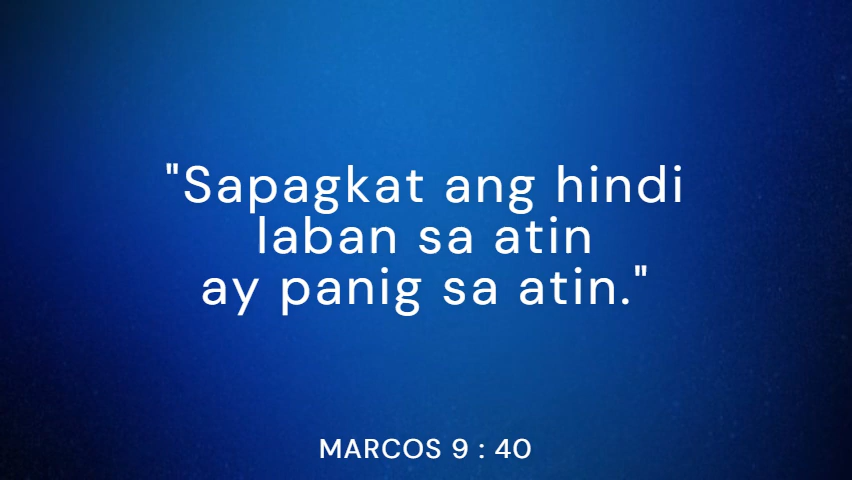 "Sapagkat ang hindi
laban sa atin
ay panig sa atin."
MARCOS 9 : 40